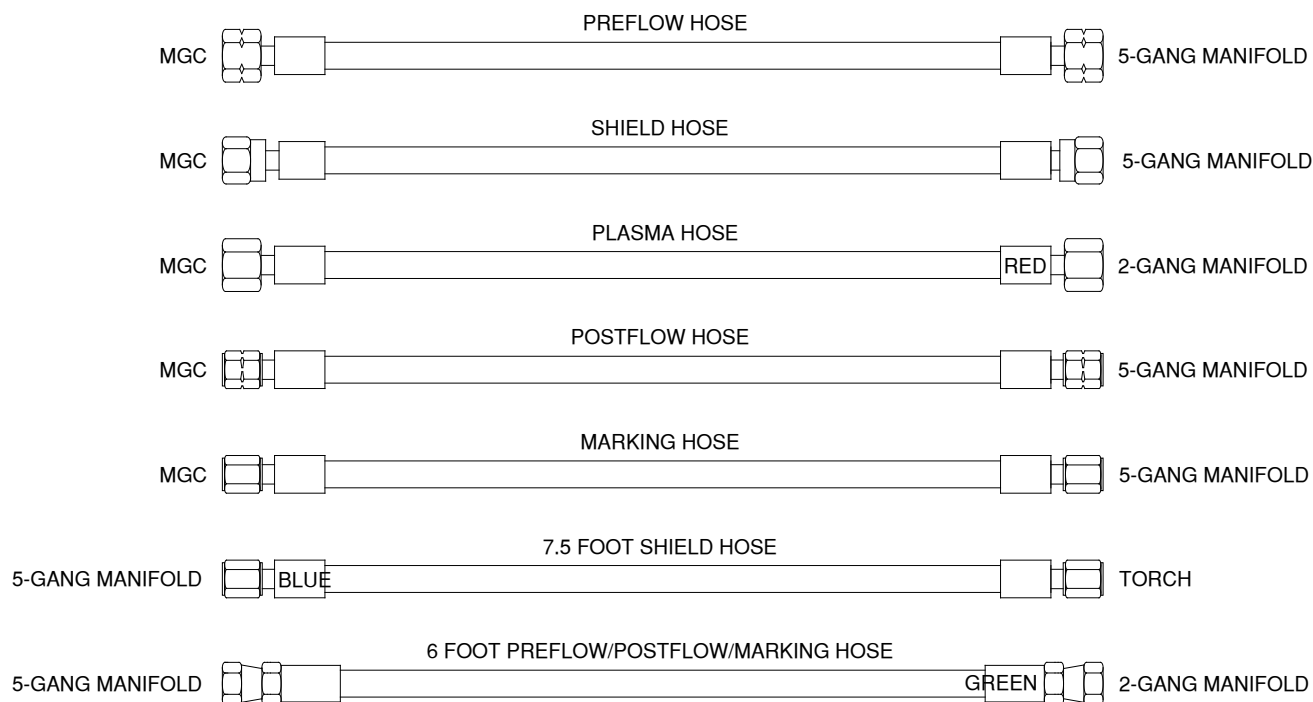 PREFLOW HOSE
MGC 5-GANG MANIFOLD
SHIELD HOSE
MGC 5-GANG MANIFOLD
PLASMA HOSE
MGC RED 2-GANG MANIFOLD
POSTFLOW HOSE
MGC 5-GANG MANIFOLD
MARKING HOSE
MGC 5-GANG MANIFOLD
7.5 FOOT SHIELD HOSE
5-GANG MANIFOLD BLUE TORCH
6 FOOT PREFLOW/POSTFLOW/MARKING HOSE
5-GANG MANIFOLD GREEN 2-GANG MANIFOLD